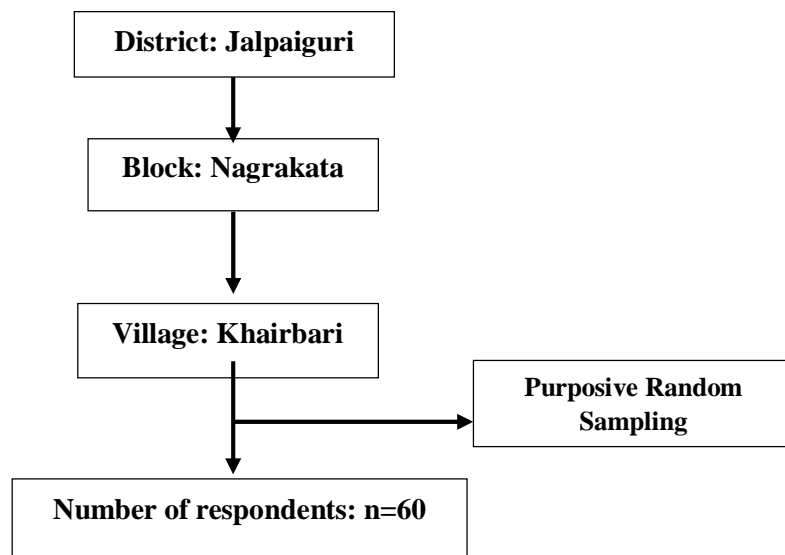 District: Jalpaiguri
Block: Nagrakata
Village: Khairbari
Purposive Random
Sampling
Number of respondents: n=60